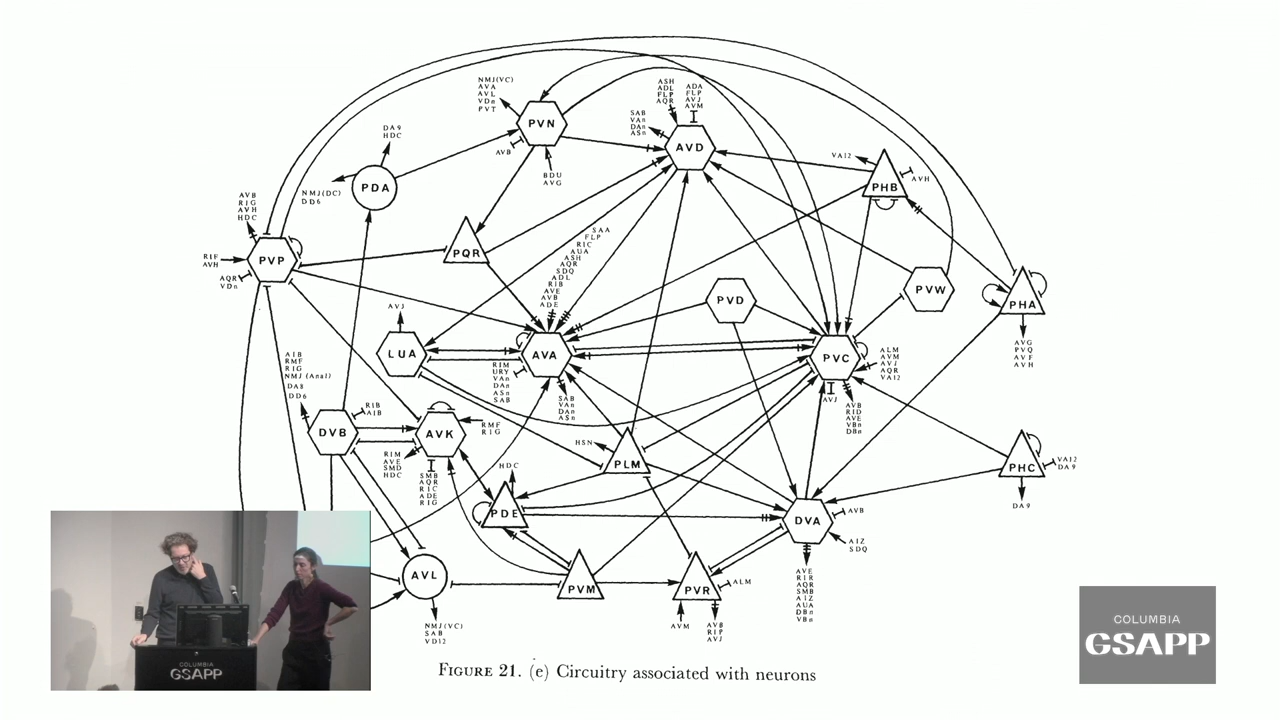 NMJ(VC)
AVA
AVL
VDn
PVT
PVN
AVB
BDU
AVG
ASH
ADL
FLP
AQR
ADA
FLP
AVJ
AVM
SAB
VAn
DAn
ASn
AVD
DA9
HDC
PDA
NMJ(DC)
DD6
VA12
PHB
AVH
AVB
RIG
AVH
HDC
PVP
RIF
AVH
AQR
VDn
PQR
SAA
FLP
RIC
AUA
ASH
AQR
SDQ
ADL
RIB
AVE
AVB
ADE
PVD
PVW
PHA
AVG
PVQ
AVF
AVH
AVJ
LUA
AVA
RIM
URY
VAn
DAn
ASn
SAB
SAB
VAn
DAn
ASn
PVC
ALM
AVM
AVJ
AQR
VA12
AVJ
AVB
RID
AVE
VBn
DBn
AIB
RMF
RIG
NMJ (Anal)
DA8
DD6
DVB
RIB
AIB
AVK
RMF
RIG
RIM
AVE
SMD
HDC
SMB
AQR
RIC
ADE
RIG
HSN
PLM
HDC
PDE
PHC
VA12
DA9
DA9
DVA
AVB
AIZ
SDQ
AVE
RIR
AQR
SMB
AIZ
AUA
DBn
VBn
AVL
NMJ(VC)
SAB
VD12
PVM
PVR
ALM
AVM
AVB
RIP
AVJ
FIGURE 21. (e) Circuitry associated with neurons
COLUMBIA
GSAPP
COLUMBIA
GSAPP